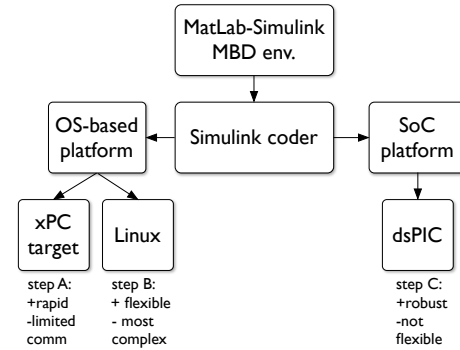 MatLab-Simulink
MBD env.
OS-based
platform
Simulink coder
SoC
platform
xPC
target
Linux
dsPIC
step A:
+rapid
-limited
comm
step B:
+ flexible
- most
complex
step C:
+robust
-not
flexible